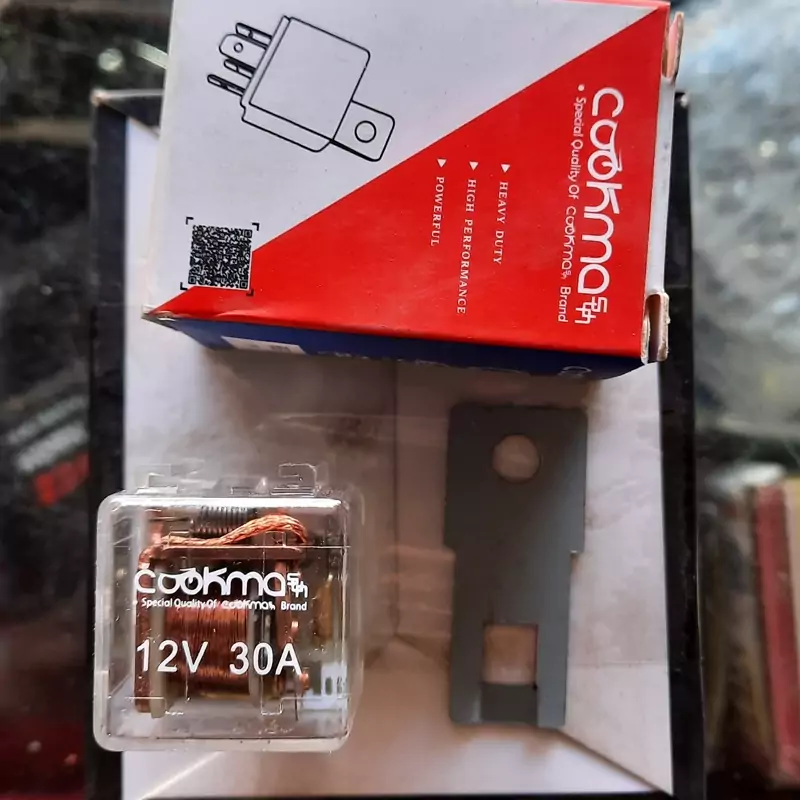 cookma
• Special Quality Of cookma Brand
▶ HEAVY DUTY
▶ HIGH PERFORMANCE
▶ POWERFUL
cookma
• Special Quality Of cookma Brand
12V 30A